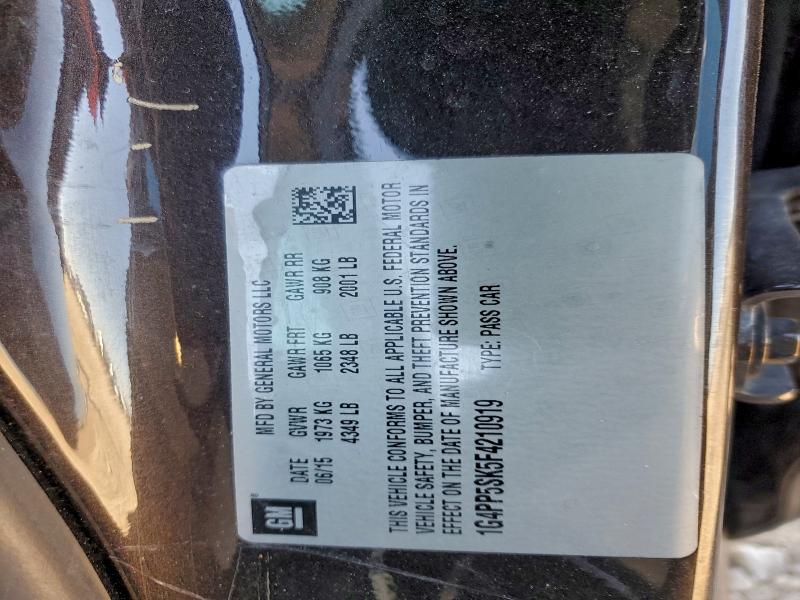 GM ®
MFD BY GENERAL MOTORS LLC
DATE GVWR GAWR FRT GAWR RR
06/15 1973 KG 1065 KG 908 KG
4349 LB 2348 LB 2001 LB
THIS VEHICLE CONFORMS TO ALL APPLICABLE U.S. FEDERAL MOTOR
VEHICLE SAFETY, BUMPER, AND THEFT PREVENTION STANDARDS IN
EFFECT ON THE DATE OF MANUFACTURE SHOWN ABOVE.
1G4PP5SK5F4210919 TYPE: PASS CAR